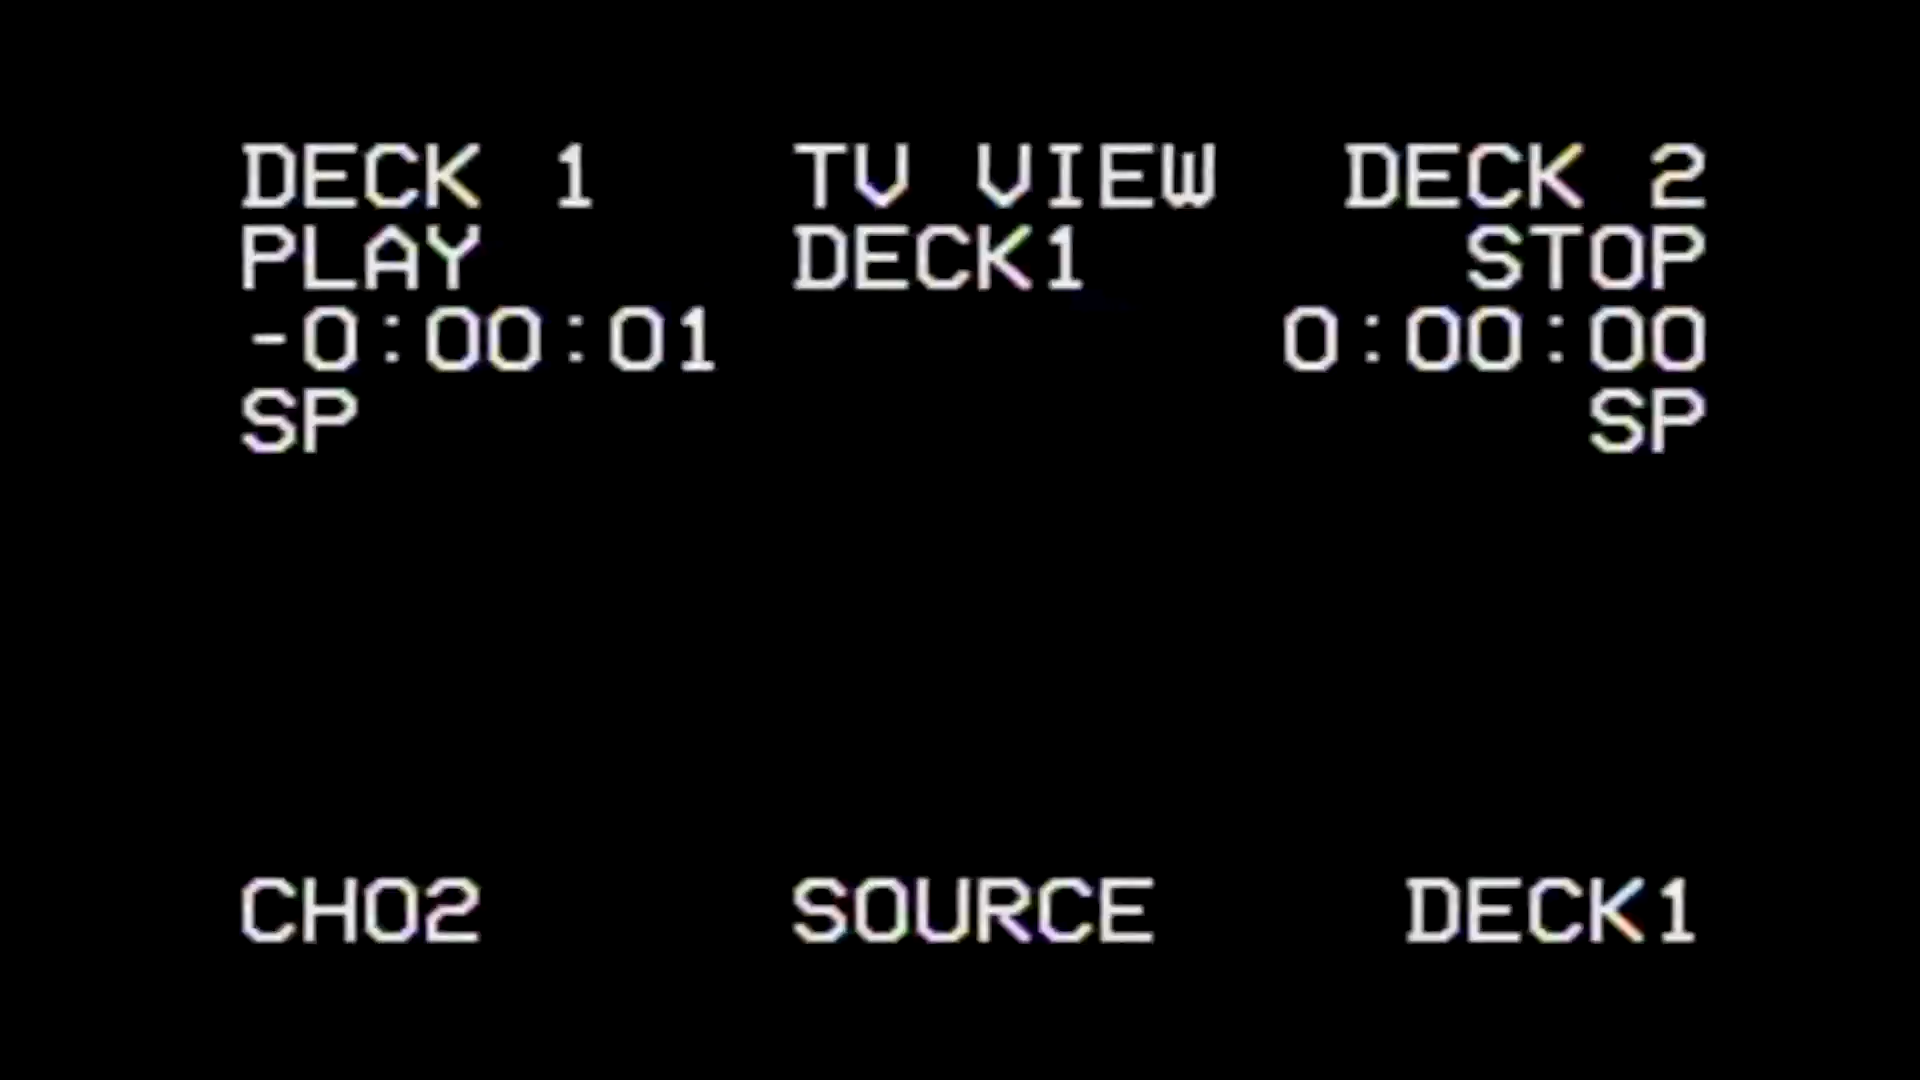 DECK 1 TV VIEW DECK 2
PLAY DECK1 STOP
-0:00:01 0:00:00
SP SP
CH02 SOURCE DECK1